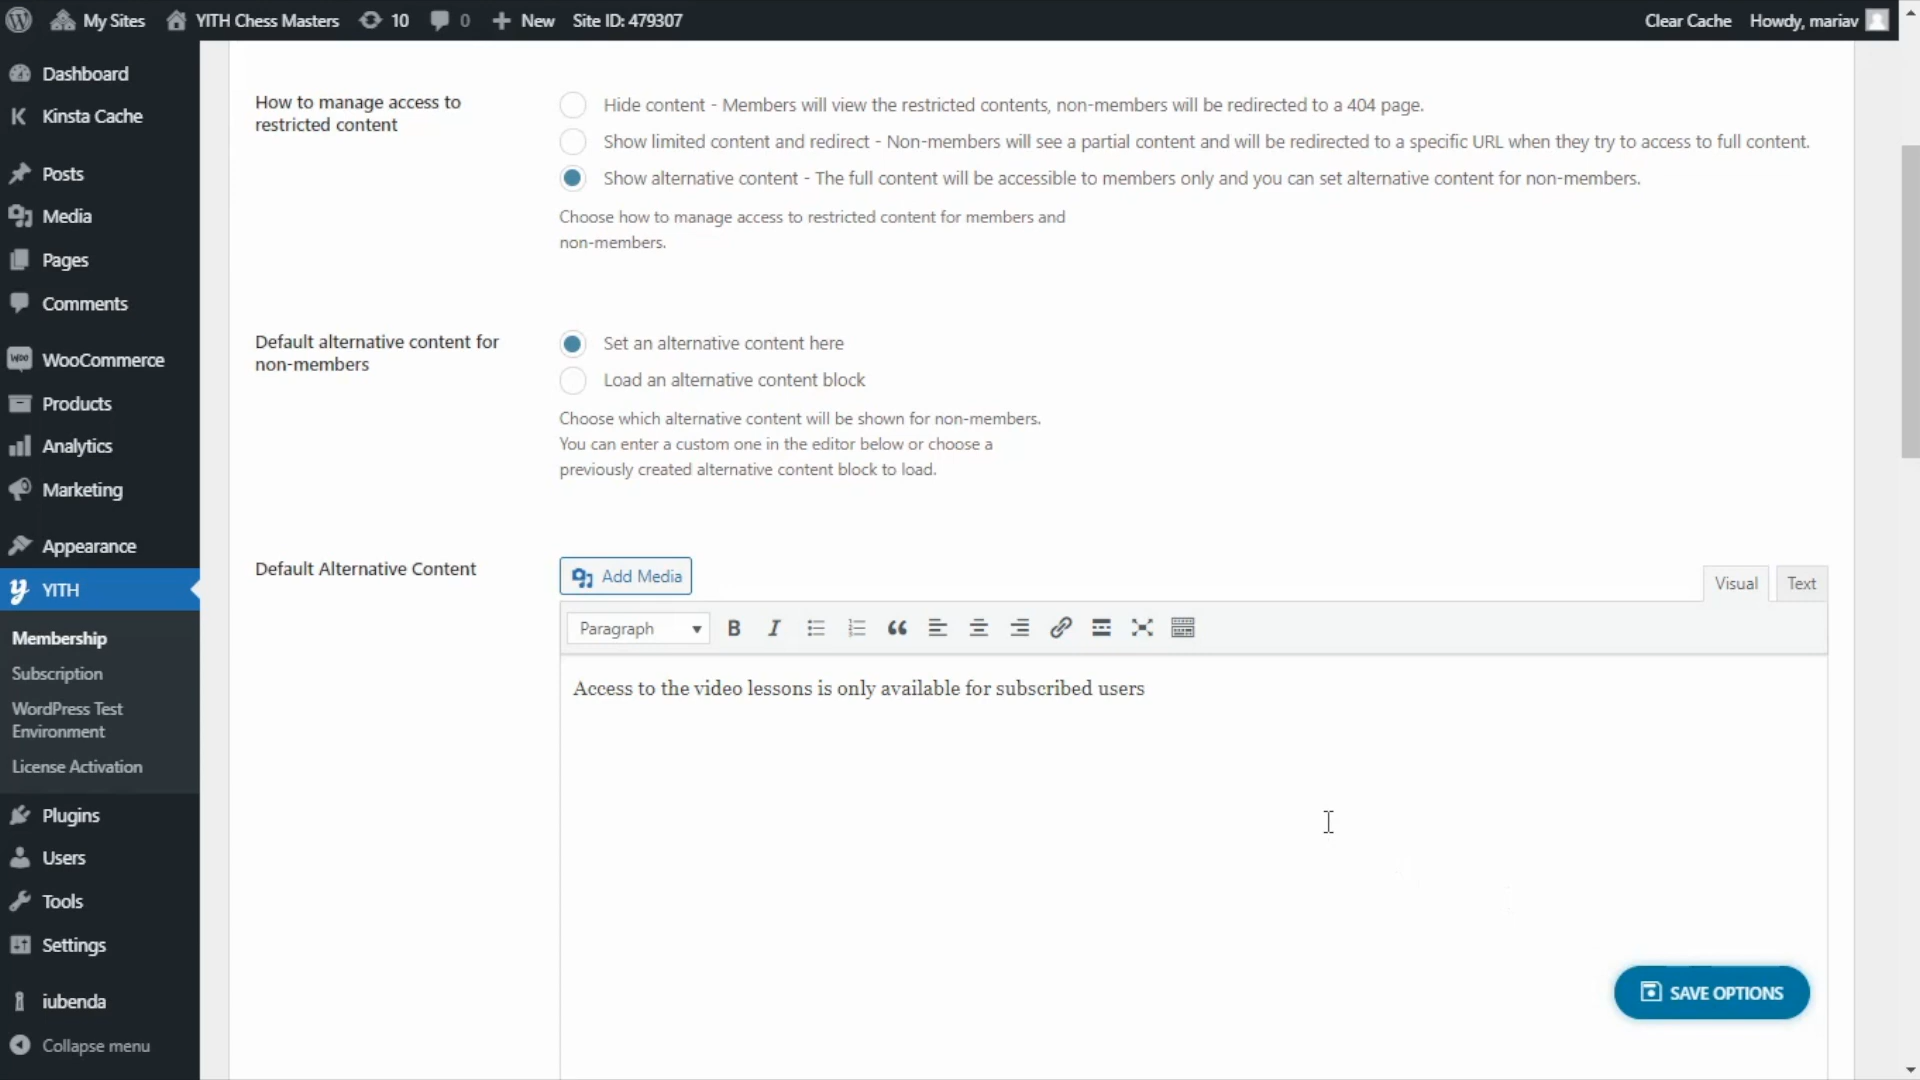 My Sites
YITH Chess Masters
10
0
New
Site ID: 479307
Clear Cache
Howdy, mariav
Dashboard
Kinsta Cache
Posts
Media
Pages
Comments
Woo
WooCommerce
Products
Analytics
Marketing
Appearance
YITH
Membership
Subscription
WordPress Test
Environment
License Activation
Plugins
Users
Tools
Settings
iubenda
Collapse menu
How to manage access to
restricted content
Hide content - Members will view the restricted contents, non-members will be redirected to a 404 page.
Show limited content and redirect - Non-members will see a partial content and will be redirected to a specific URL when they try to access to full content.
Show alternative content - The full content will be accessible to members only and you can set alternative content for non-members.
Choose how to manage access to restricted content for members and
non-members.
Default alternative content for
non-members
Set an alternative content here
Load an alternative content block
Choose which alternative content will be shown for non-members.
You can enter a custom one in the editor below or choose a
previously created alternative content block to load.
Default Alternative Content
Add Media
Visual
Text
Paragraph
B
I
Access to the video lessons is only available for subscribed users
SAVE OPTIONS